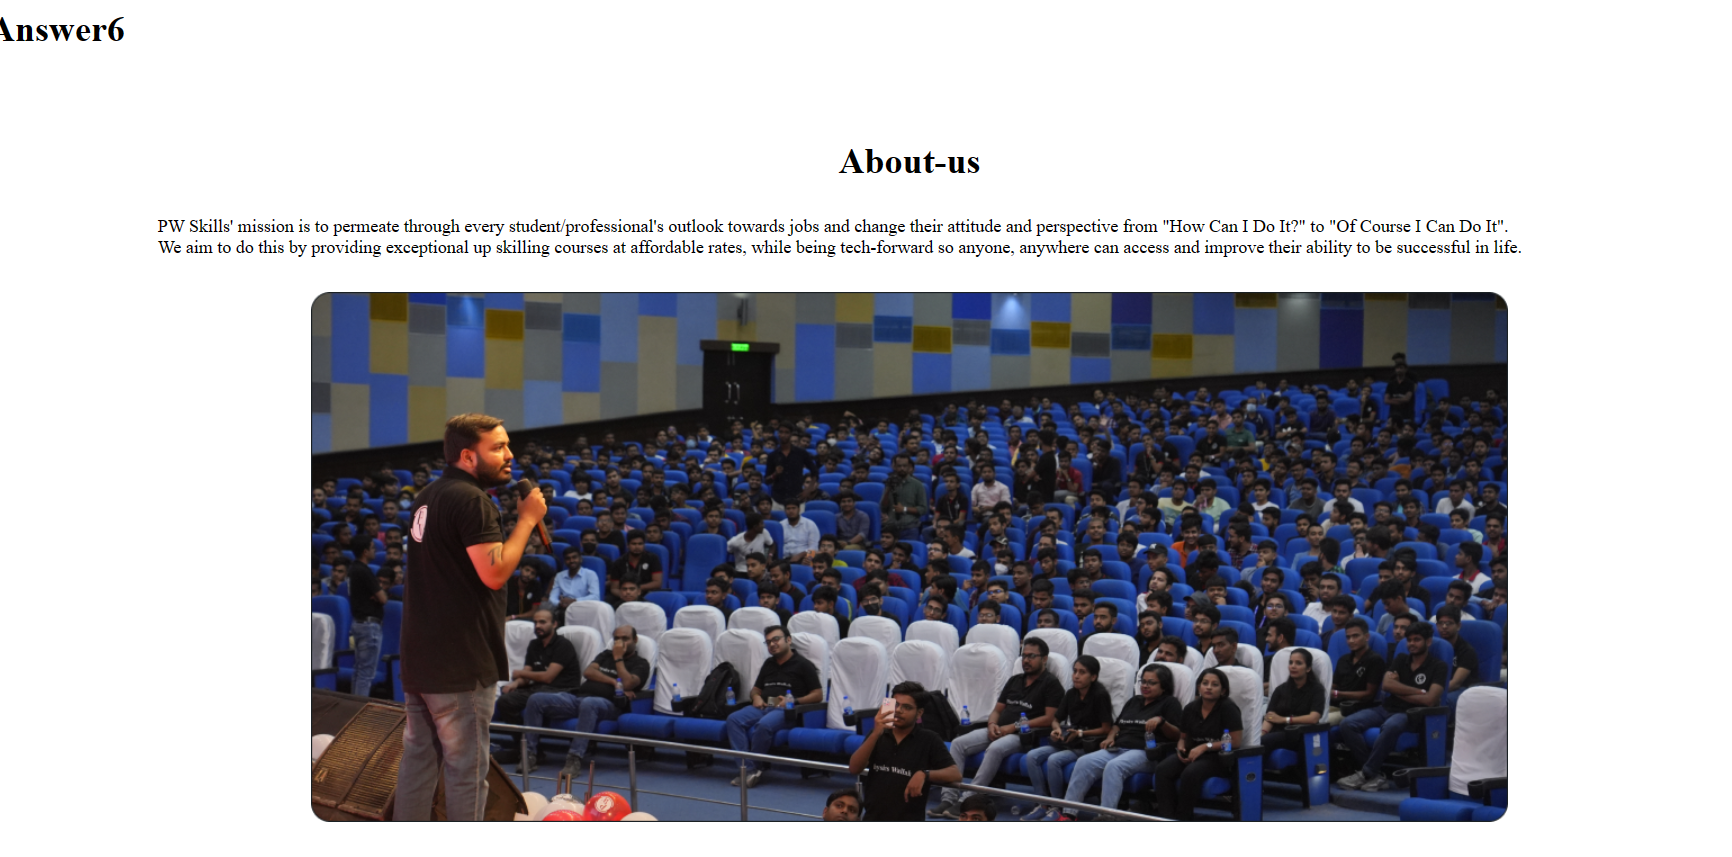 Answer6
About-us
PW Skills' mission is to permeate through every student/professional's outlook towards jobs and change their attitude and perspective from "How Can I Do It?" to "Of Course I Can Do It".
We aim to do this by providing exceptional up skilling courses at affordable rates, while being tech-forward so anyone, anywhere can access and improve their ability to be successful in life.